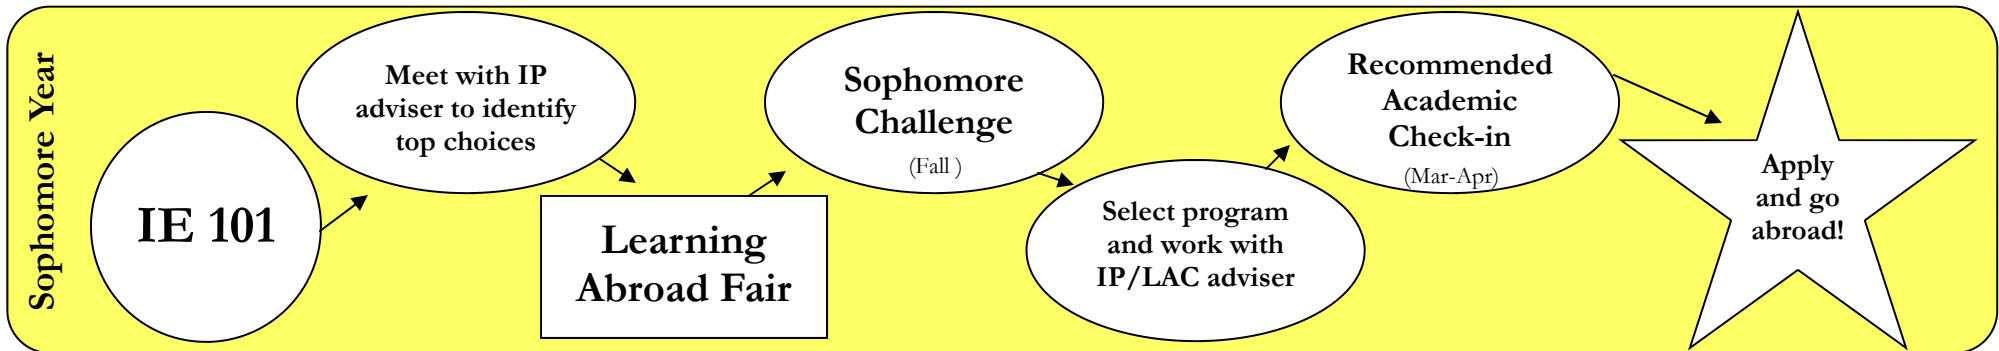 Sophomore Year
IE 101
Meet with IP
adviser to identify
top choices
Learning
Abroad Fair
Sophomore
Challenge
(Fall )
Select program
and work with
IP/LAC adviser
Recommended
Academic
Check-in
(Mar-Apr)
Apply
and go
abroad!